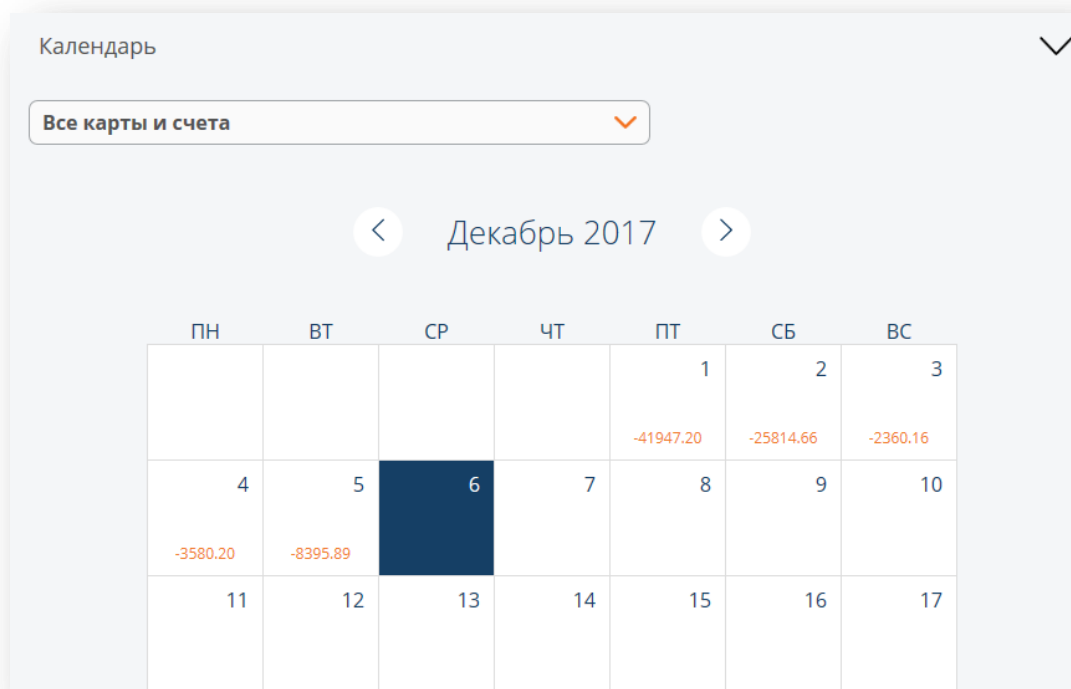 Календарь
Все карты и счета
Декабрь 2017
ПН ВТ СР ЧТ ПТ СБ ВС
1 2 3
-41947.20 -25814.66 -2360.16
4 5 6 7 8 9 10
-3580.20 -8395.89
11 12 13 14 15 16 17